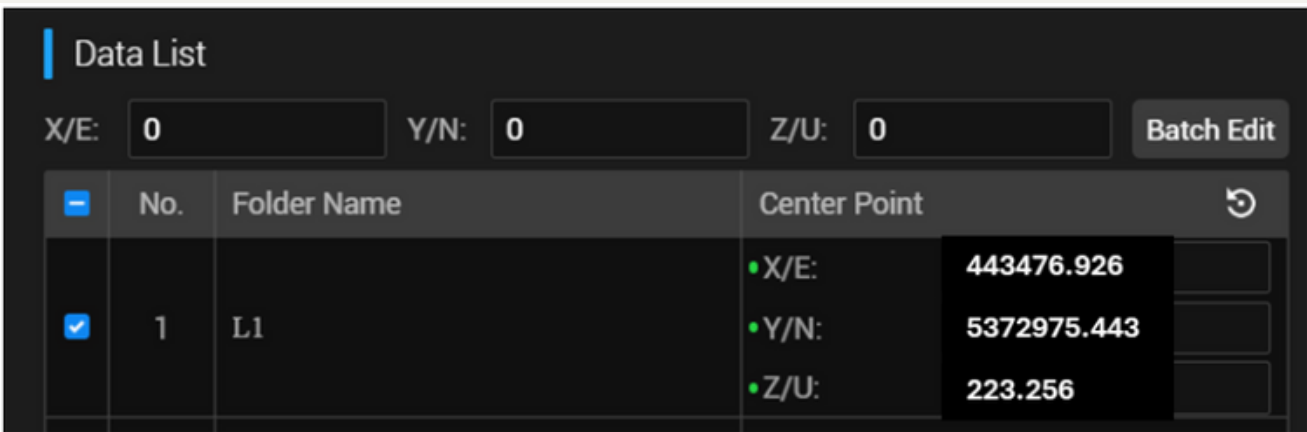 Data List
X/E: 0 Y/N: 0 Z/U: 0 Batch Edit
No. Folder Name Center Point
X/E: 443476.926
1 L1 Y/N: 5372975.443
Z/U: 223.256